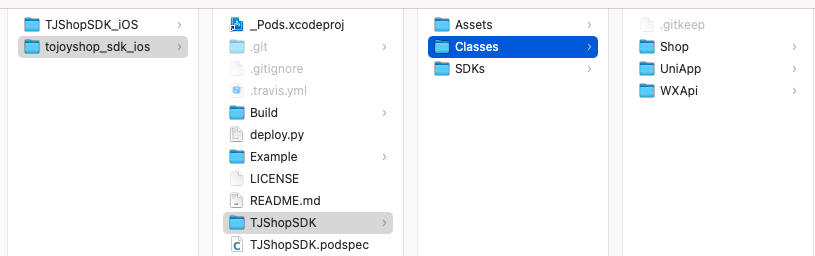 TJShopSDK_iOS
tojoyshop_sdk_ios
_Pods.xcodeproj
.git
.gitignore
.travis.yml
Build
deploy.py
Example
LICENSE
README.md
TJShopSDK
TJShopSDK.podspec
Assets
Classes
SDKs
.gitkeep
Shop
UniApp
WXApi